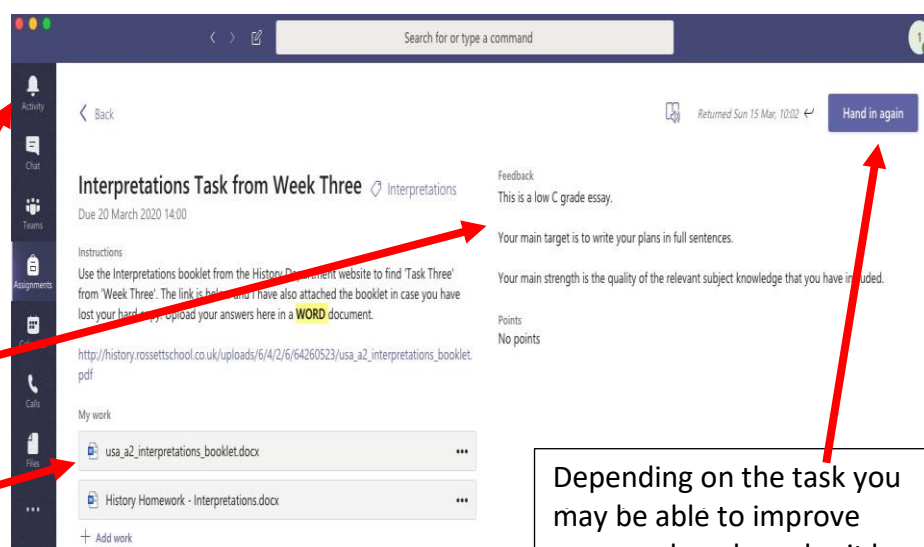 Search for or type a command
1
Activity
Chat
Teams
Assignments
Calls
Files
Back
Returned Sun 15 Mar, 10:02
Hand in again
Interpretations Task from Week Three Interpretations
Due 20 March 2020 14:00
Instructions
Use the Interpretations booklet from the History Department website to find 'Task Three'
from 'Week Three'. The link is below and I have also attached the booklet in case you have
lost your hard copy. Upload your answers here in a WORD document.
http://history.rossettschool.co.uk/uploads/6/4/2/6/64260523/usa_a2_interpretations_booklet.
pdf
My work
usa_a2_interpretations_booklet.docx
History Homework - Interpretations.docx
+ Add work
Feedback
This is a low C grade essay.
Your main target is to write your plans in full sentences.
Your main strength is the quality of the relevant subject knowledge that you have included.
Points
No points
Depending on the task you
may be able to improve